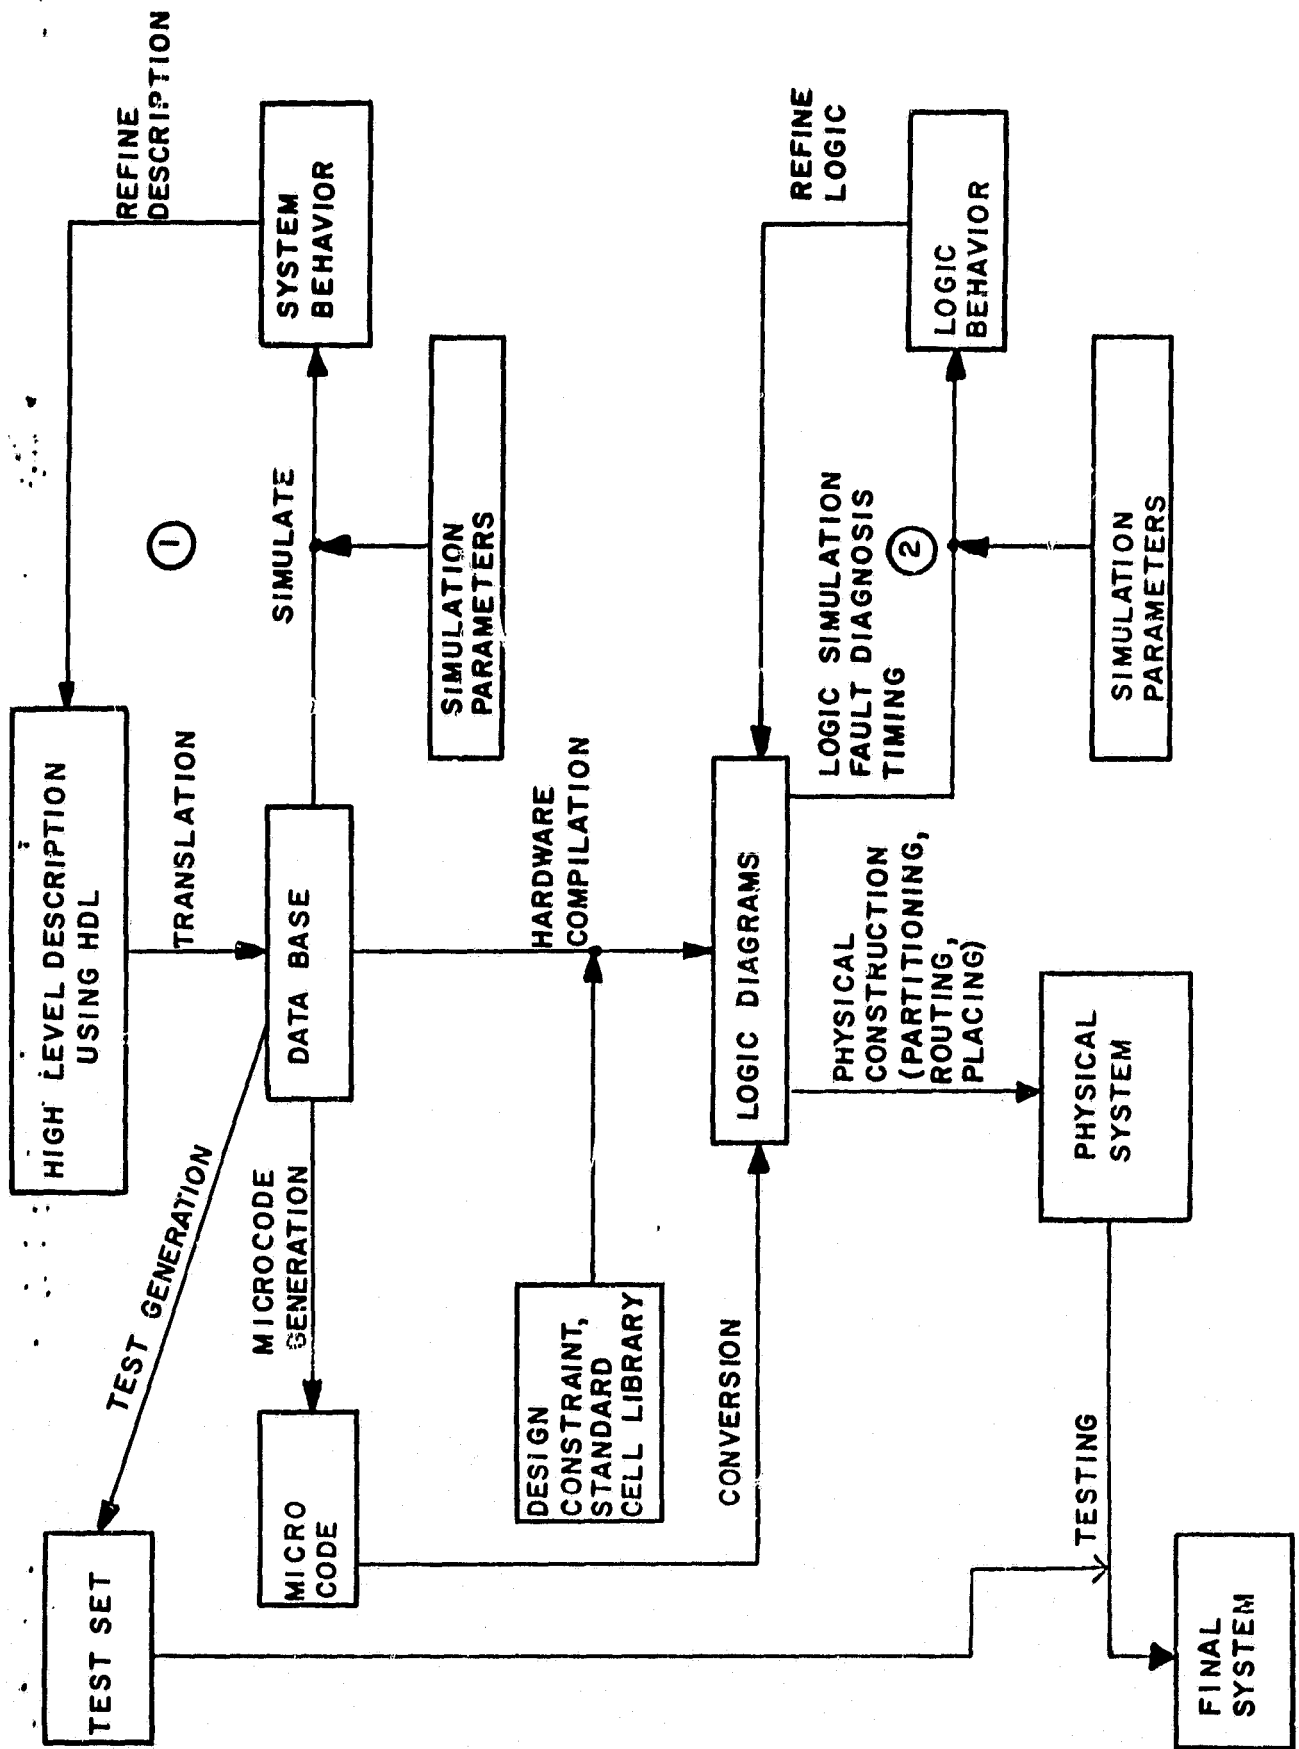 HIGH LEVEL DESCRIPTION
USING HDL
REFINE
DESCRIPTION
TEST GENERATION
TRANSLATION
1
TEST SET
MICRO
CODE
MICROCODE
GENERATION
DATA BASE
SIMULATE
SYSTEM
BEHAVIOR
SIMULATION
PARAMETERS
DESIGN
CONSTRAINT,
STANDARD
CELL LIBRARY
HARDWARE
COMPILATION
CONVERSION
LOGIC DIAGRAMS
REFINE
LOGIC
PHYSICAL
CONSTRUCTION
(PARTITIONING,
ROUTING,
PLACING)
LOGIC SIMULATION
FAULT DIAGNOSIS
TIMING
2
LOGIC
BEHAVIOR
SIMULATION
PARAMETERS
PHYSICAL
SYSTEM
TESTING
FINAL
SYSTEM